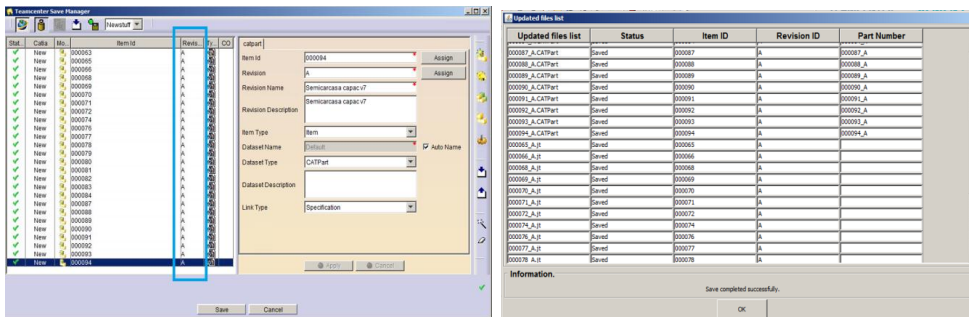 Teamcenter Save Manager
Newstuff
Stat.. Catia Mo... Item Id Revis... Ty... CO
New 000063 A
New 000065 A
New 000066 A
New 000068 A
New 000069 A
New 000070 A
New 000071 A
New 000072 A
New 000074 A
New 000076 A
New 000077 A
New 000078 A
New 000079 A
New 000080 A
New 000081 A
New 000082 A
New 000083 A
New 000084 A
New 000087 A
New 000088 A
New 000089 A
New 000090 A
New 000091 A
New 000092 A
New 000093 A
New 000094 A
catpart
Item Id 000094 Assign
Revision A Assign
Revision Name Semicarcasa capac v7
Revision Description Semicarcasa capac v7
Item Type Item
Dataset Name Default Auto Name
Dataset Type CATPart
Dataset Description
Link Type Specification
Apply Cancel
Save Cancel
Updated files list
Updated files list Status Item ID Revision ID Part Number
000087_A.CATPart Saved 000087 A 000087_A
000088_A.CATPart Saved 000088 A 000088_A
000089_A.CATPart Saved 000089 A 000089_A
000090_A.CATPart Saved 000090 A 000090_A
000091_A.CATPart Saved 000091 A 000091_A
000092_A.CATPart Saved 000092 A 000092_A
000093_A.CATPart Saved 000093 A 000093_A
000094_A.CATPart Saved 000094 A 000094_A
000065_A.jt Saved 000065 A
000066_A.jt Saved 000066 A
000068_A.jt Saved 000068 A
000069_A.jt Saved 000069 A
000070_A.jt Saved 000070 A
000071_A.jt Saved 000071 A
000072_A.jt Saved 000072 A
000074_A.jt Saved 000074 A
000076_A.jt Saved 000076 A
000077_A.jt Saved 000077 A
000078_A.jt Saved 000078 A
Information.
Save completed successfully.
OK